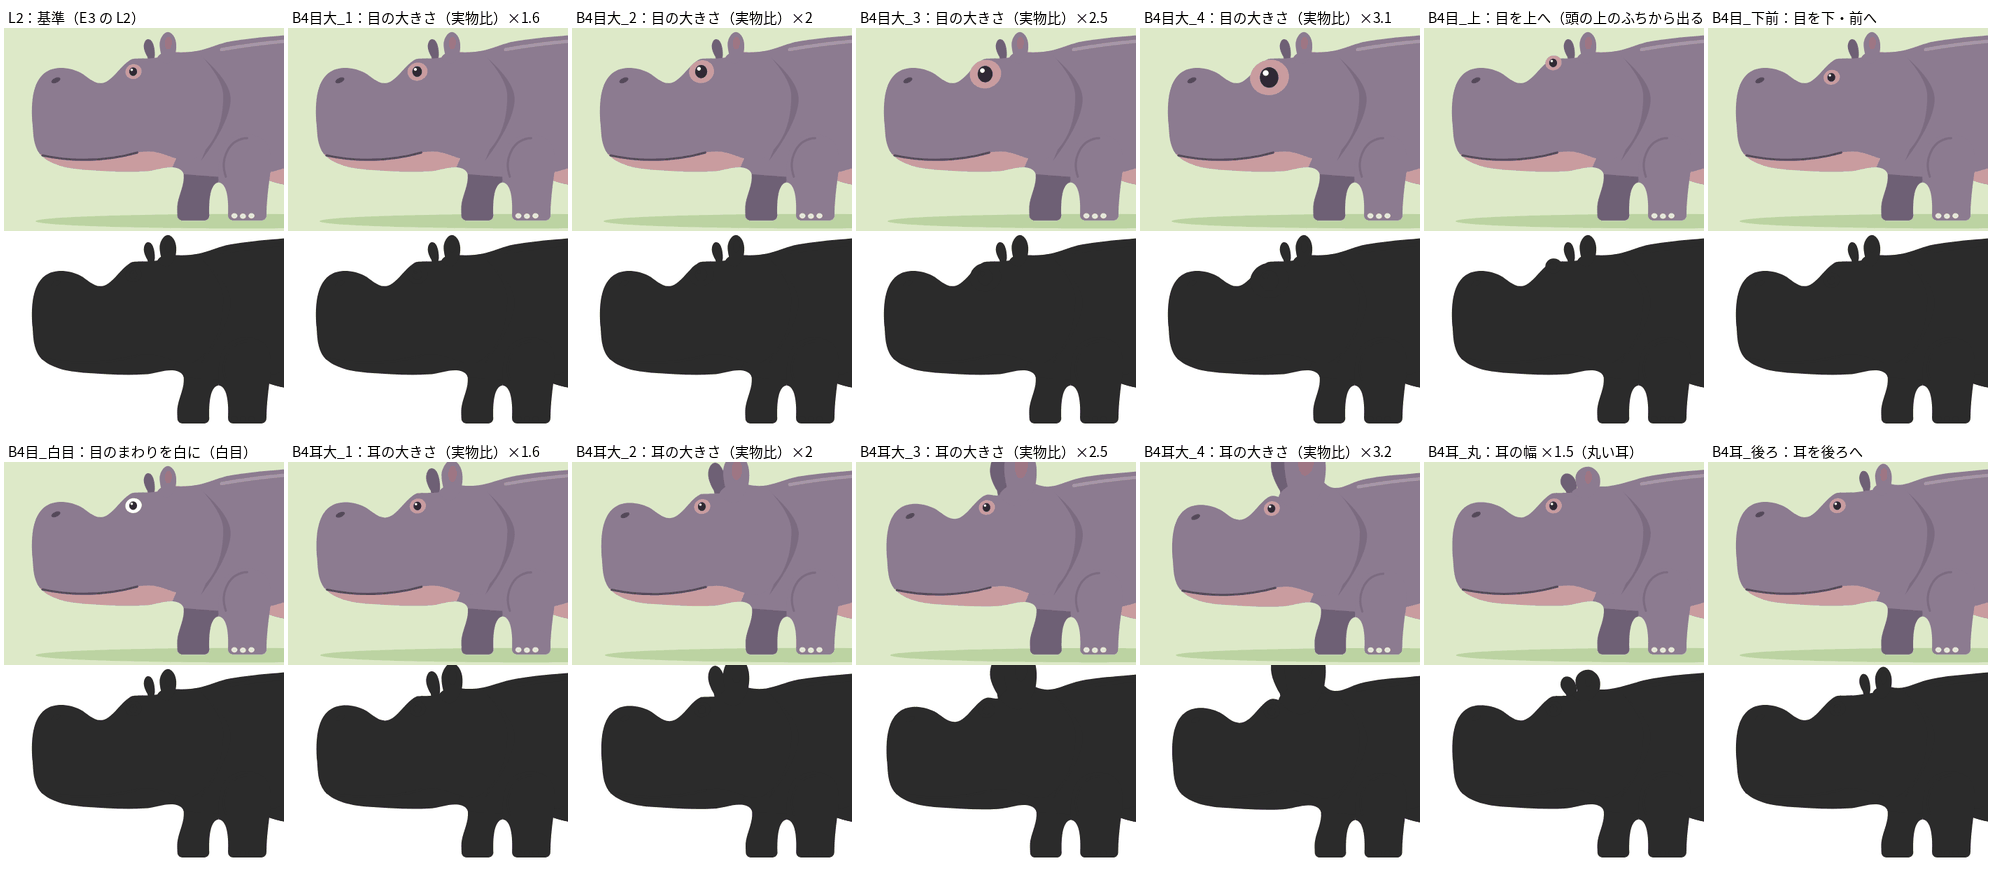 L2：基準（E3 の L2）
B4目大_1：目の大きさ（実物比）×1.6
B4目大_2：目の大きさ（実物比）×2
B4目大_3：目の大きさ（実物比）×2.5
B4目大_4：目の大きさ（実物比）×3.1
B4目_上：目を上へ（頭の上のふちから出る
B4目_下前：目を下・前へ
B4目_白目：目のまわりを白に（白目）
B4耳大_1：耳の大きさ（実物比）×1.6
B4耳大_2：耳の大きさ（実物比）×2
B4耳大_3：耳の大きさ（実物比）×2.5
B4耳大_4：耳の大きさ（実物比）×3.2
B4耳_丸：耳の幅 ×1.5（丸い耳）
B4耳_後ろ：耳を後ろへ